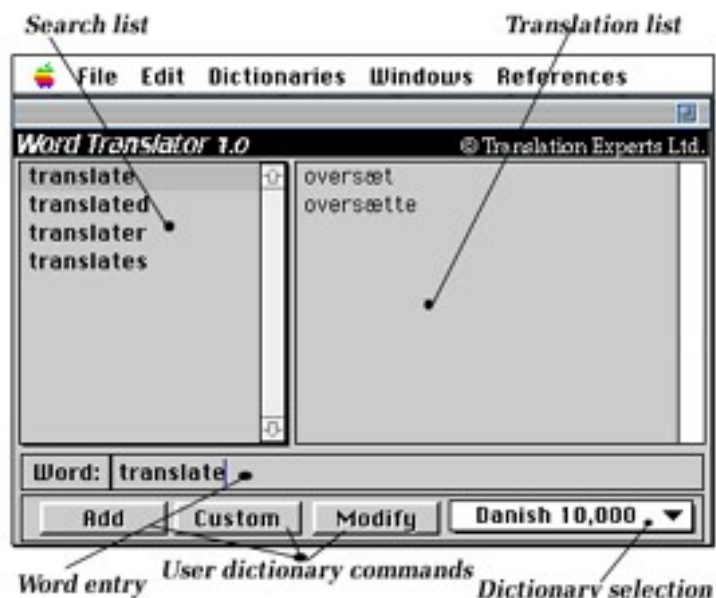 Search list
Translation list
File Edit Dictionaries Windows References
Word Translator 1.0
© Translation Experts Ltd.
translate
translated
translater
translates
oversæt
oversætte
Word: translate
Add Custom Modify Danish 10,000
Word entry
User dictionary commands
Dictionary selection